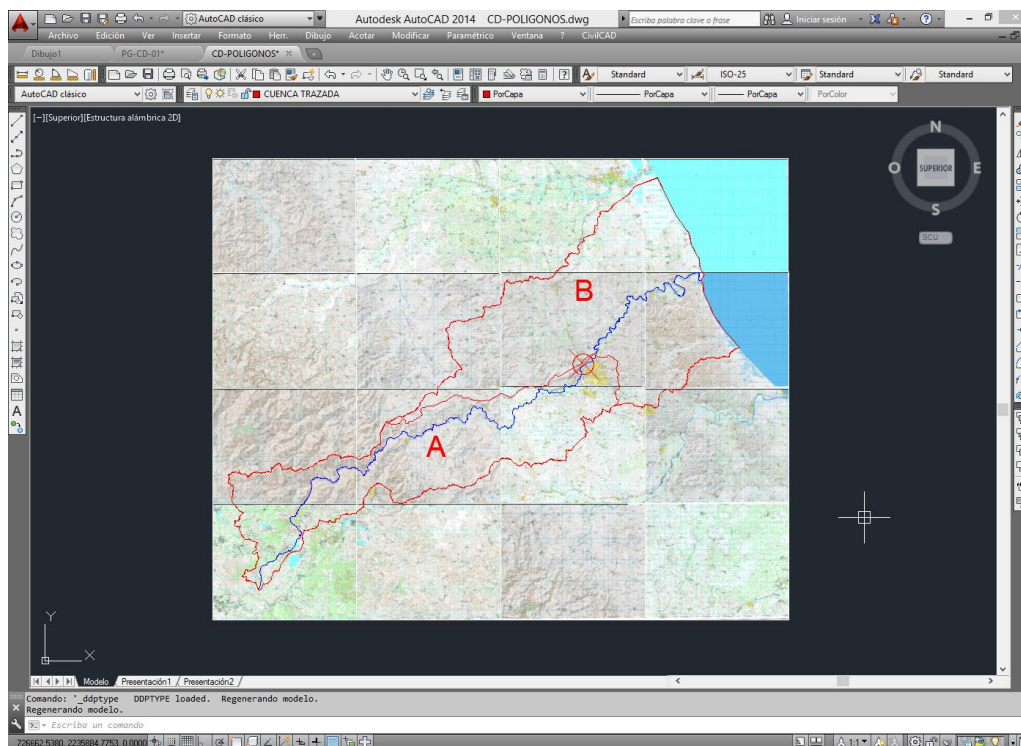 AutoCAD clásico
Autodesk AutoCAD 2014 CD-POLIGONOS.dwg
Escriba palabra clave o frase
Iniciar sesión
Archivo Edición Ver Insertar Formato Herr. Dibujo Acotar Modificar Paramétrico Ventana ? CivilCAD
Dibujo1 PG-CD-01* CD-POLIGONOS*
Standard ISO-25 Standard Standard
AutoCAD clásico CUENCA TRAZADA PorCapa PorCapa PorCapa PorColor
[−][Superior][Estructura alámbrica 2D]
N
O SUPERIOR E
S
SCU
B
A
Y
X
Modelo Presentación1 Presentación2
Comando: '_ddptype DDPTYPE loaded. Regenerando modelo.
Regenerando modelo.
Escriba un comando
726662.5380, 2235884.7753, 0.0000
1:1